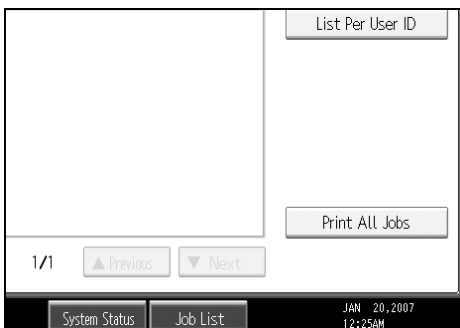 List Per User ID
Print All Jobs
1/1 ▲ Previous ▼ Next
System Status Job List JAN 20,2007
12:25AM